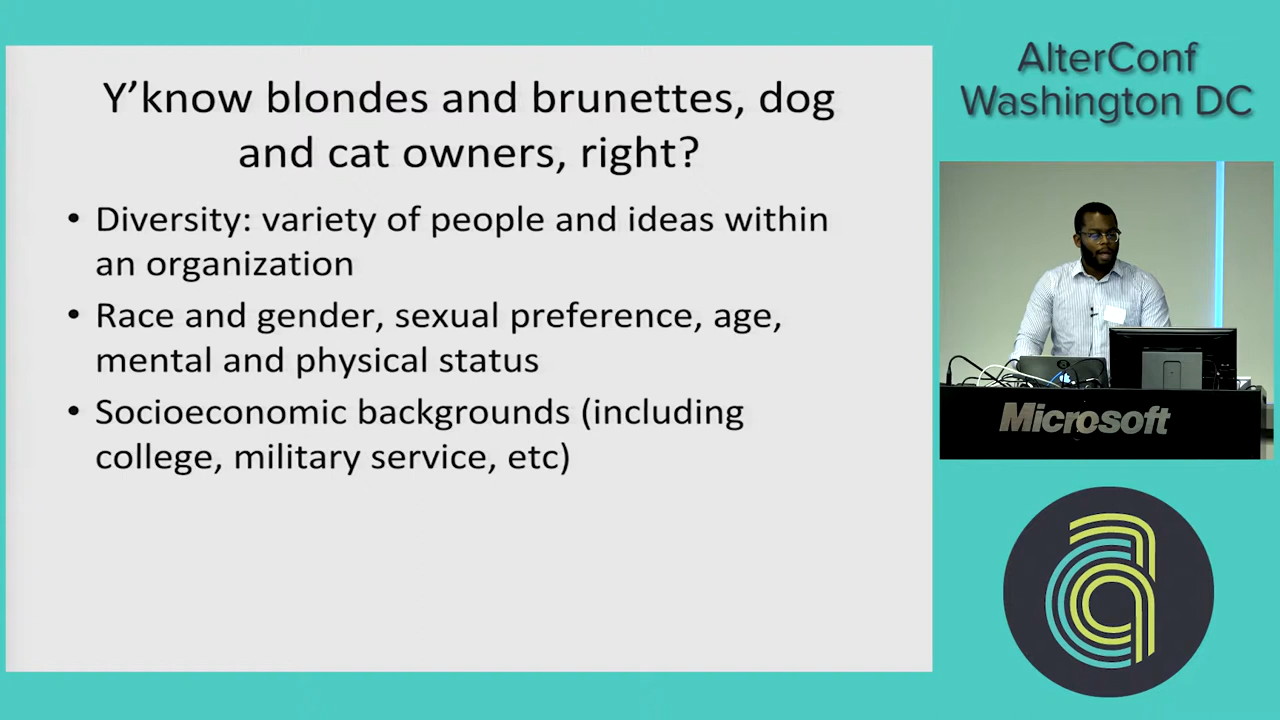 Y'know blondes and brunettes, dog
and cat owners, right?
• Diversity: variety of people and ideas within
an organization
• Race and gender, sexual preference, age,
mental and physical status
• Socioeconomic backgrounds (including
college, military service, etc)
AlterConf
Washington DC
Microsoft